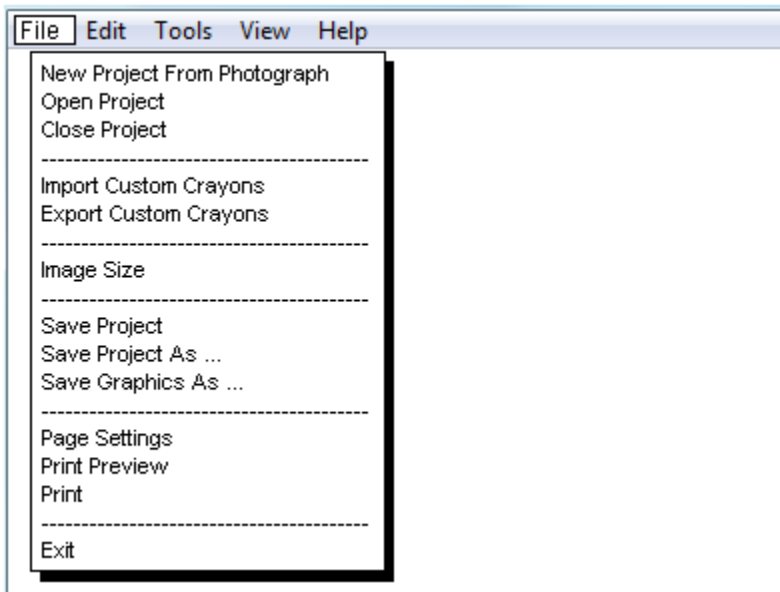 File Edit Tools View Help
New Project From Photograph
Open Project
Close Project
-----------------------------------------
Import Custom Crayons
Export Custom Crayons
-----------------------------------------
Image Size
-----------------------------------------
Save Project
Save Project As ...
Save Graphics As ...
-----------------------------------------
Page Settings
Print Preview
Print
-----------------------------------------
Exit